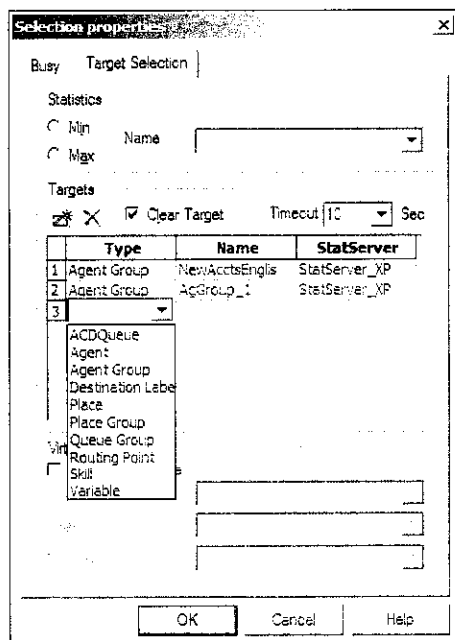 Selection properties
Busy Target Selection
Statistics
Min
Name
Max
Targets
Clear Target Timeout 10 Sec
Type Name StatServer
1 Agent Group NewAcctsEnglis StatServer_XP
2 Agent Group AcGroup_1 StatServer_XP
3
ACDQueue
Agent
Agent Group
Destination Labe
Place
Place Group
Queue Group
Routing Point
Skill
Variable
OK Cancel Help